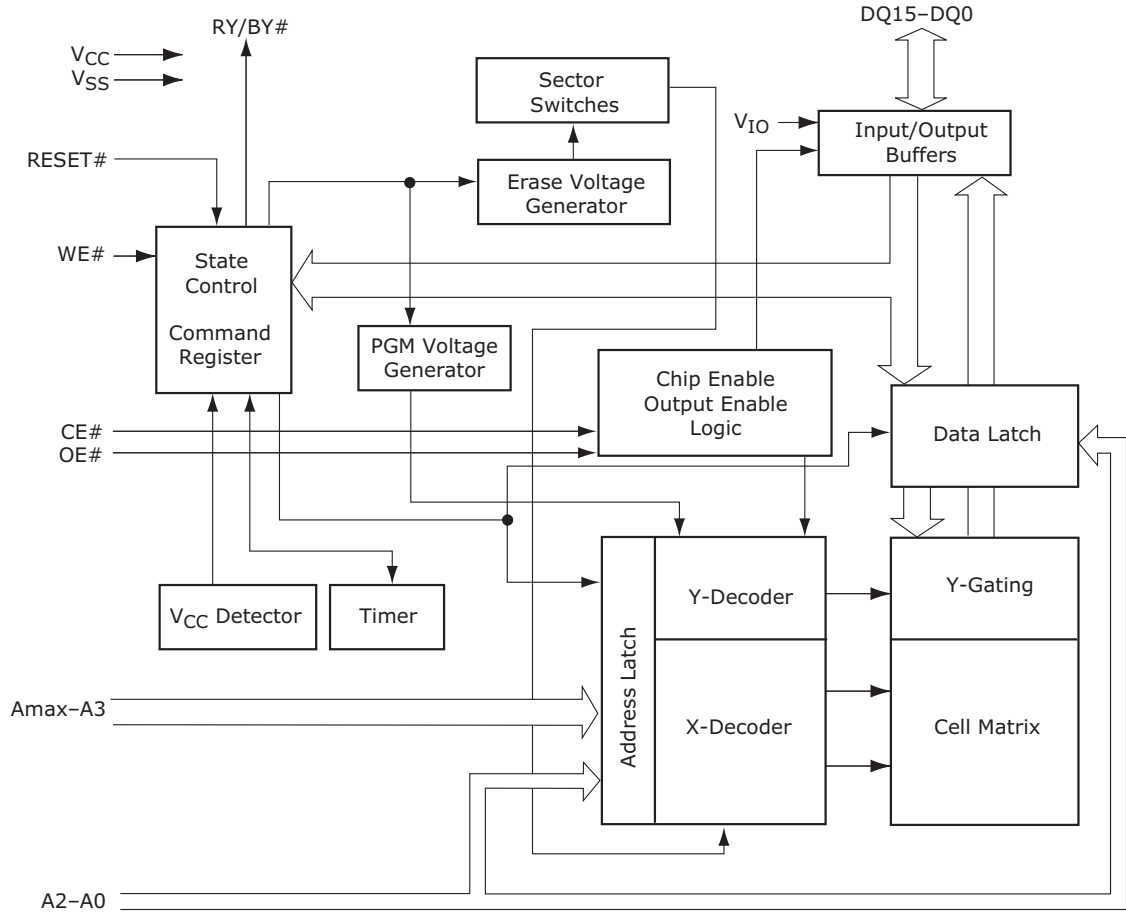 RY/BY#
DQ15–DQ0
VCC
VSS
Sector
Switches
VIO
Input/Output
Buffers
RESET#
Erase Voltage
Generator
WE#
State
Control
Command
Register
PGM Voltage
Generator
Chip Enable
Output Enable
Logic
CE#
OE#
Data Latch
VCC Detector
Timer
Address Latch
Y-Decoder
Y-Gating
Amax–A3
X-Decoder
Cell Matrix
A2–A0